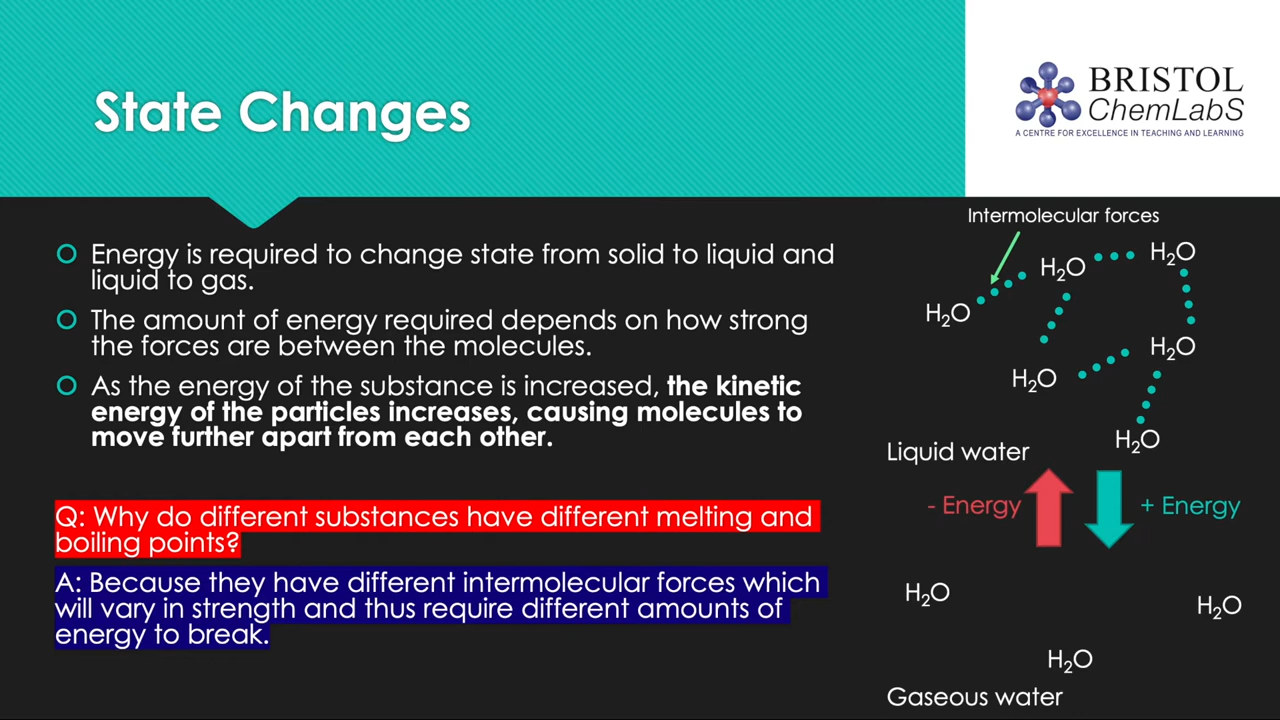 State Changes
BRISTOL
ChemLabS
A CENTRE FOR EXCELLENCE IN TEACHING AND LEARNING
Energy is required to change state from solid to liquid and
liquid to gas.
The amount of energy required depends on how strong
the forces are between the molecules.
As the energy of the substance is increased, the kinetic
energy of the particles increases, causing molecules to
move further apart from each other.
Q: Why do different substances have different melting and
boiling points?
A: Because they have different intermolecular forces which
will vary in strength and thus require different amounts of
energy to break.
Intermolecular forces
H₂O
H₂O
H₂O
H₂O
H₂O
H₂O
Liquid water
- Energy
+ Energy
H₂O
H₂O
H₂O
Gaseous water